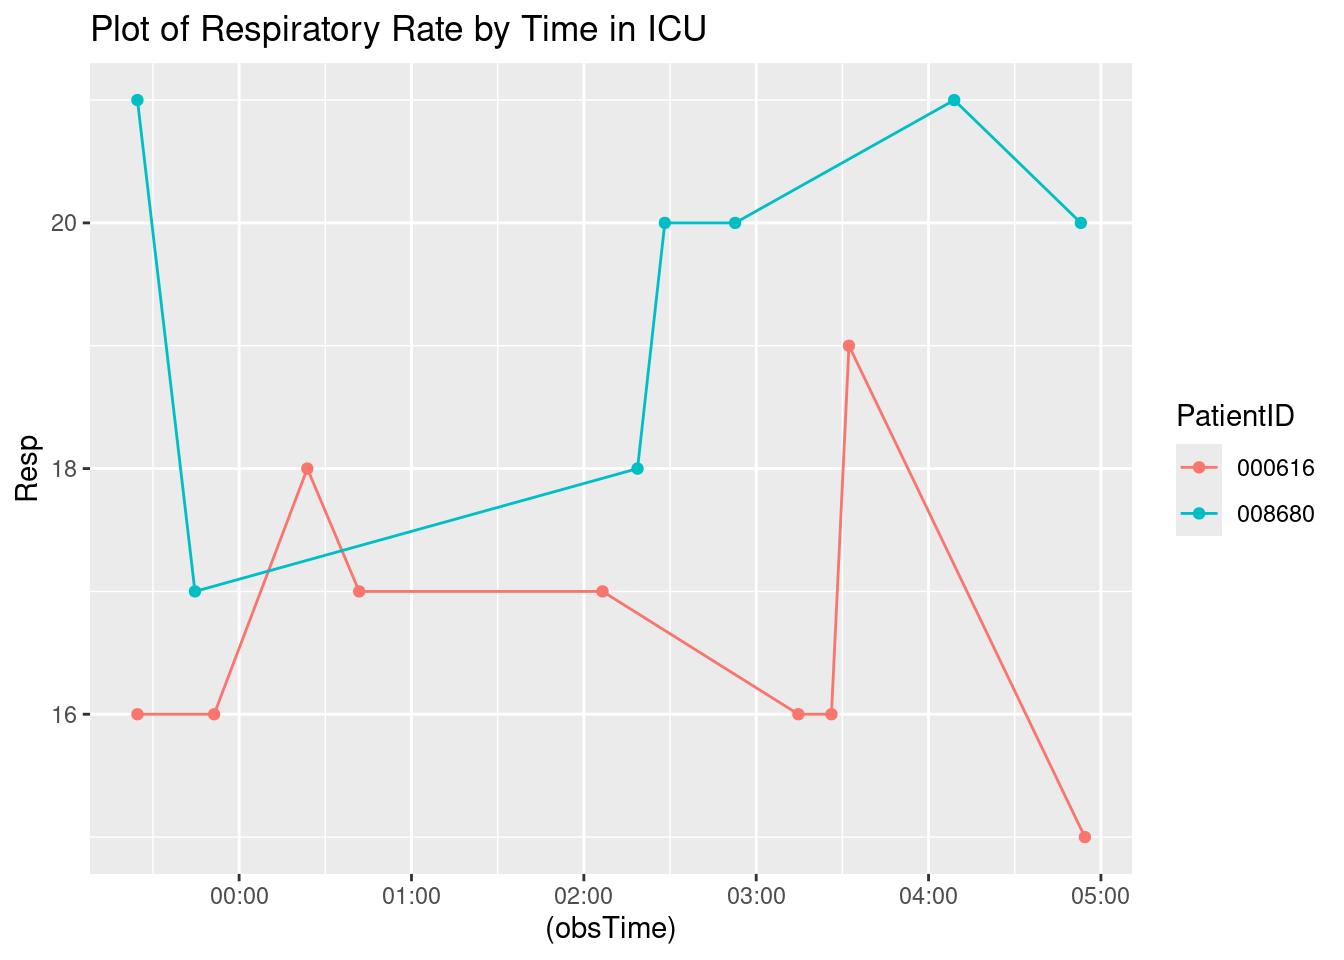 Plot of Respiratory Rate by Time in ICU
Resp
20
18
16
00:00 01:00 02:00 03:00 04:00 05:00
(obsTime)
PatientID
000616
008680